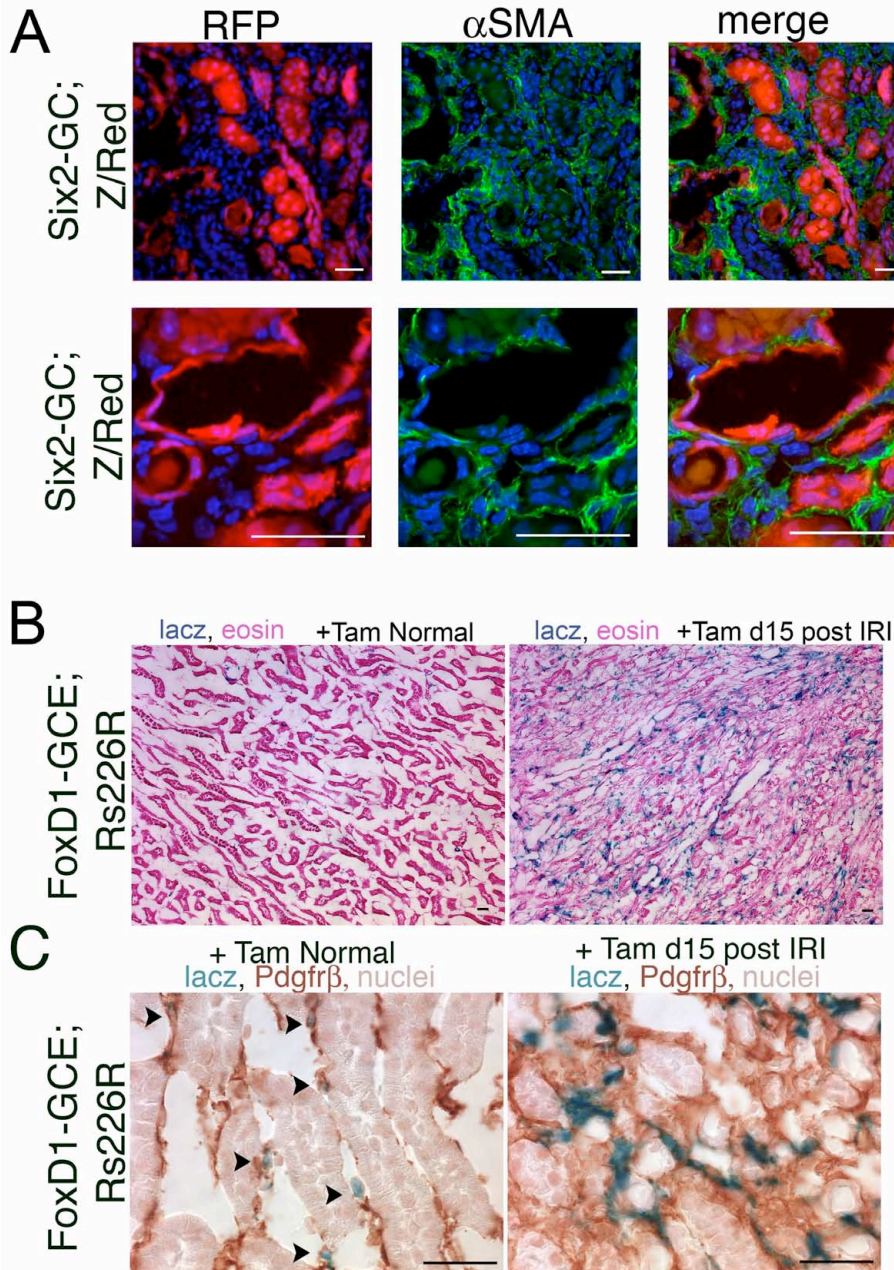 A
RFP
αSMA
merge
Six2-GC;
Z/Red
Six2-GC;
Z/Red
B
lacz, eosin +Tam Normal
lacz, eosin +Tam d15 post IRI
FoxD1-GCE;
Rs226R
C
+ Tam Normal
lacz, Pdgfrβ, nuclei
+ Tam d15 post IRI
lacz, Pdgfrβ, nuclei
FoxD1-GCE;
Rs226R